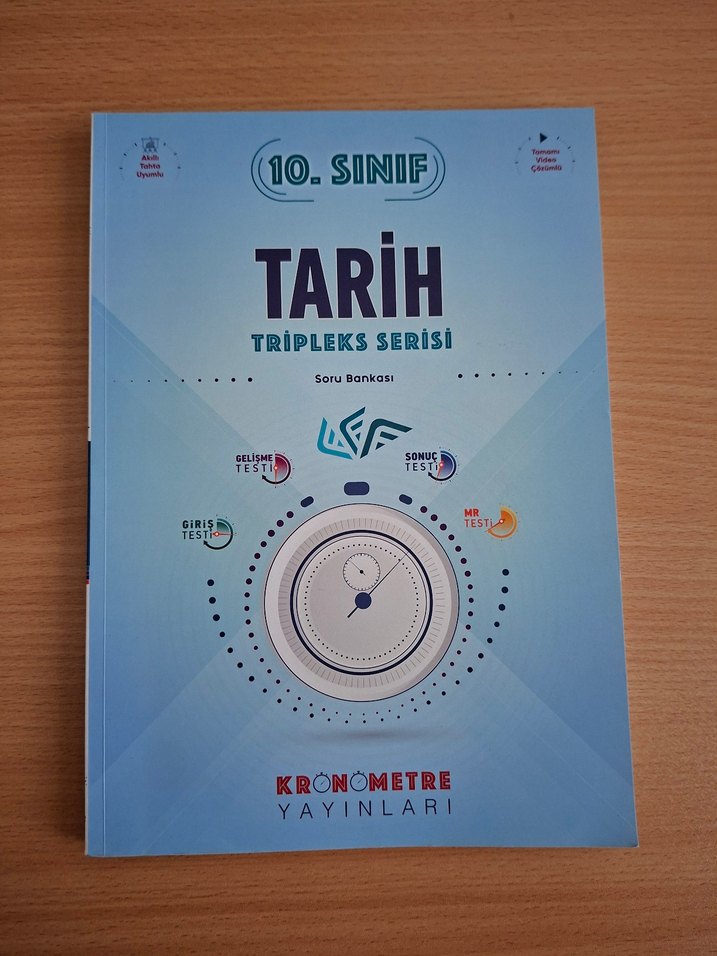 Akıllı
Tahta
Uyumlu
10. SINIF
Tamamı
Video
Çözümlü
TARİH
TRİPLEKS SERİSİ
Soru Bankası
GELİŞME
TESTİ
SONUÇ
TESTİ
GİRİŞ
TESTİ
MR
TESTİ
KRONOMETRE
YAYINLARI